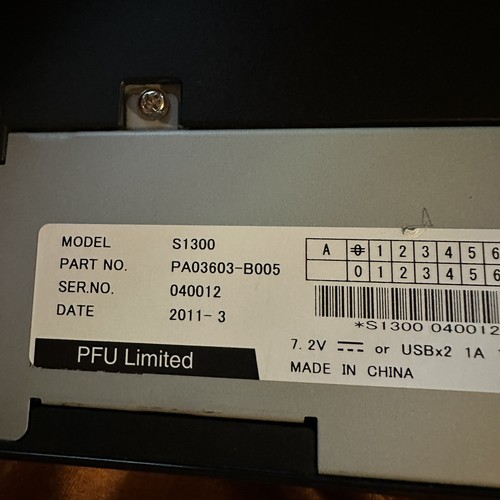 MODEL S1300
PART NO. PA03603-B005
SER.NO. 040012
DATE 2011- 3
PFU Limited
A 0 1 2 3 4 5 6
0 1 2 3 4 5 6
*S1300 040012
7.2V ⎓ or USBx2 1A
MADE IN CHINA